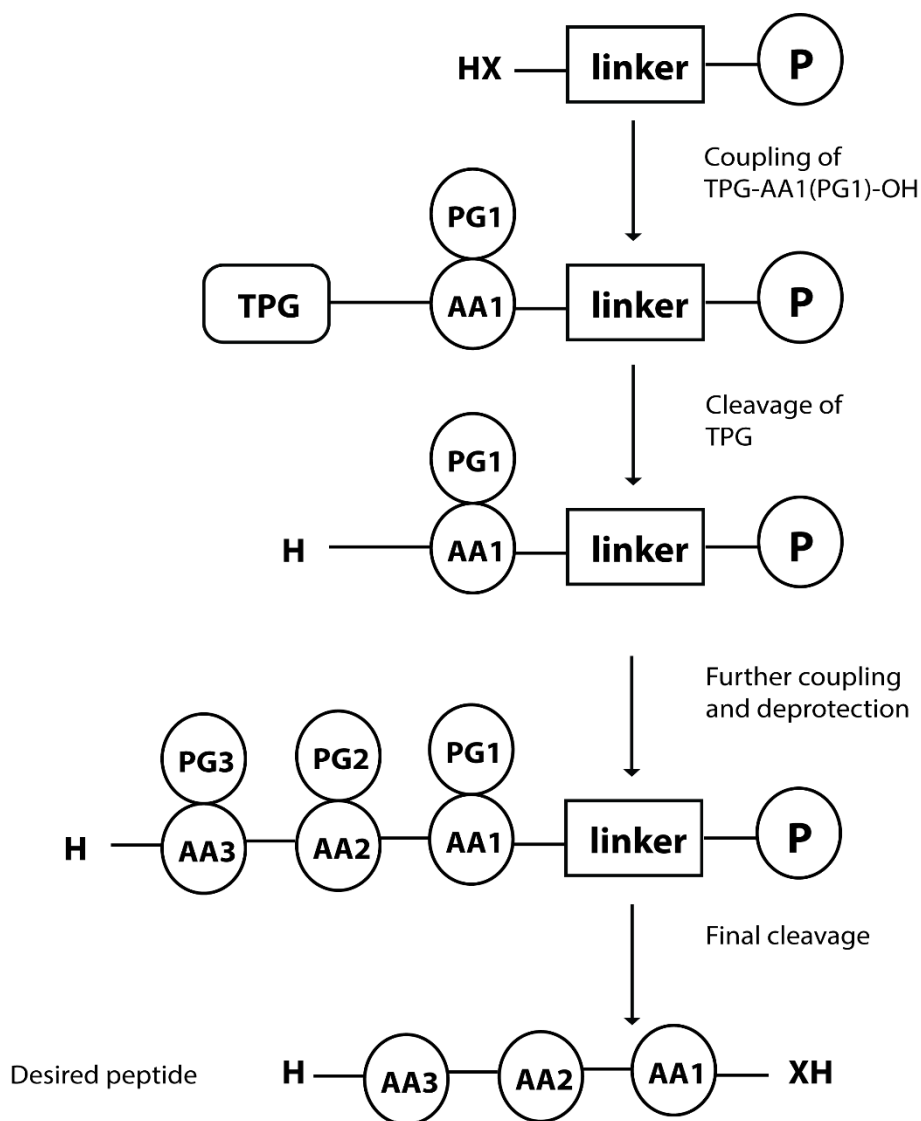 HX linker P
Coupling of
TPG-AA1(PG1)-OH
PG1
TPG AA1 linker P
Cleavage of
TPG
PG1
H AA1 linker P
Further coupling
and deprotection
PG3 PG2 PG1
H AA3 AA2 AA1 linker P
Final cleavage
Desired peptide H AA3 AA2 AA1 XH